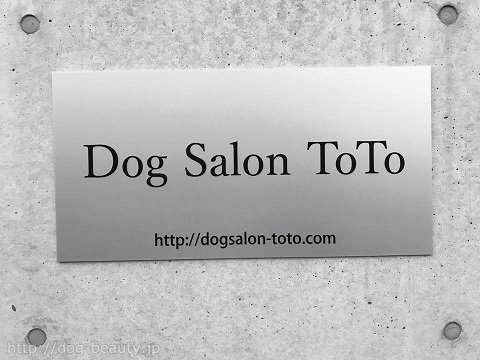 Dog Salon ToTo
http://dogsalon-toto.com
http://dog-beauty.jp